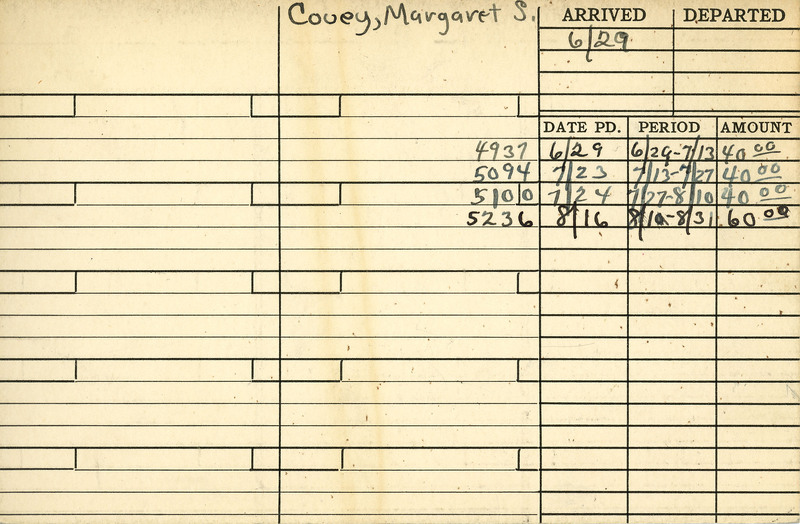 Covey, Margaret S. ARRIVED DEPARTED
6/29
DATE PD. PERIOD AMOUNT
4937 6/29 6/29-7/13 40 00
5094 7/23 7/13-7/27 40 00
5100 7/24 7/27-8/10 40 00
5236 8/16 8/10-8/31 60 00